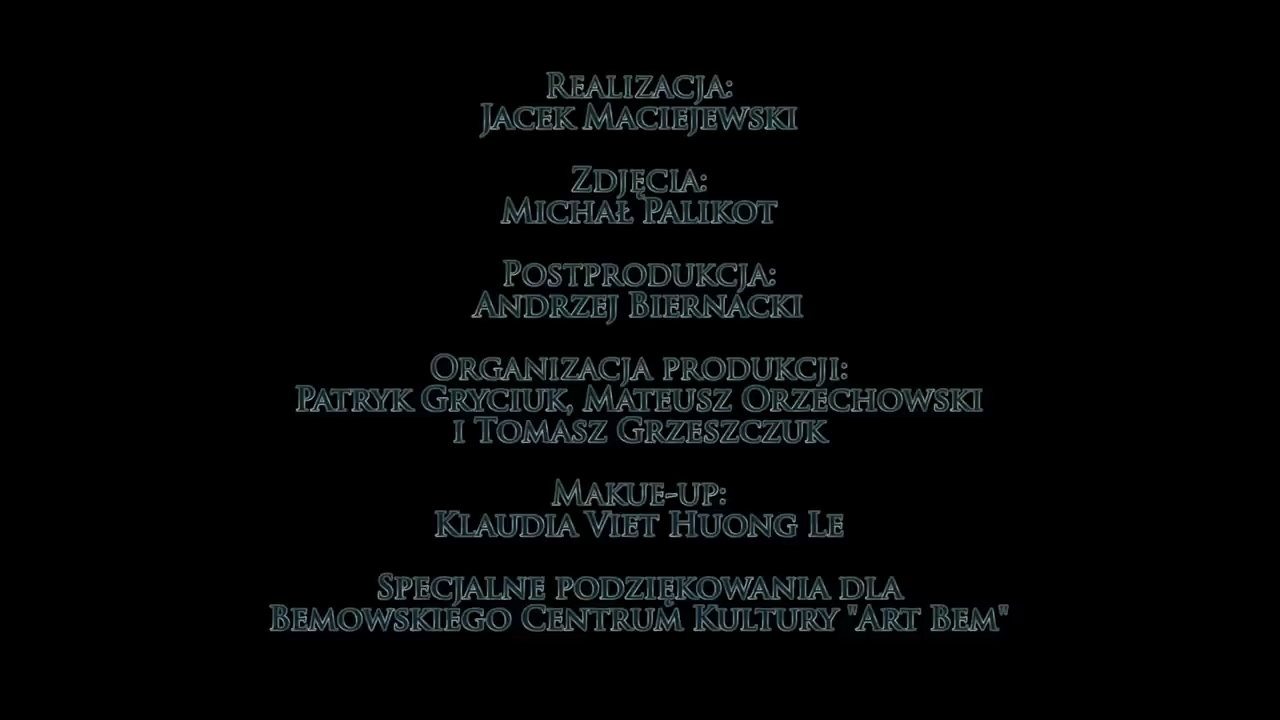 Realizacja:
Jacek Maciejewski
Zdjęcia:
Michał Palikot
Postprodukcja:
Andrzej Biernacki
Organizacja produkcji:
Patryk Gryciuk, Mateusz Orzechowski
i Tomasz Grzeszczuk
Makue-up:
Klaudia Viet Huong Le
Specjalne podziękowania dla
Bemowskiego Centrum Kultury "Art Bem"